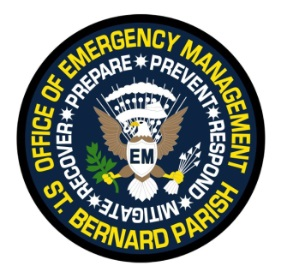 OFFICE OF EMERGENCY MANAGEMENT
PREPARE * PREVENT * RESPOND * MITIGATE * RECOVER *
EM
ST. BERNARD PARISH